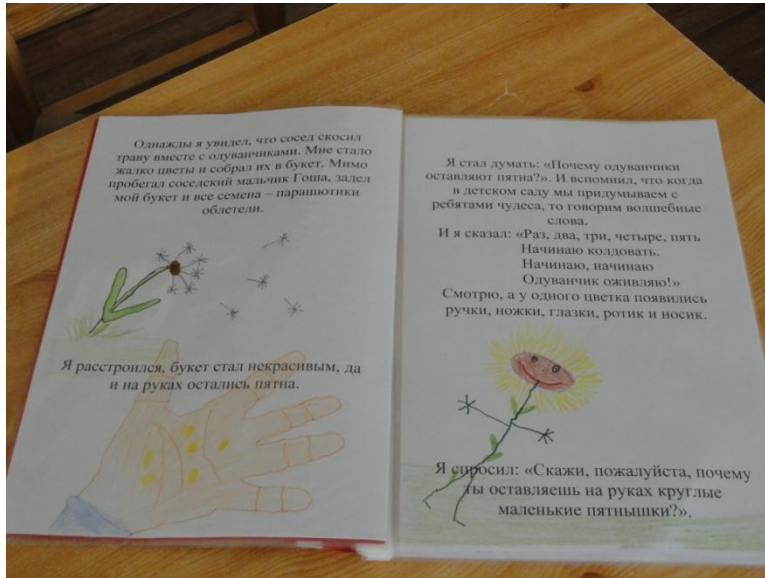 Однажды я увидел, что сосед скосил
траву вместе с одуванчиками. Мне стало
жалко цветы и собрал их в букет. Мимо
пробегал соседский мальчик Гоша, задел
мой букет и все семена – парашютики
облетели.
Я расстроился, букет стал некрасивым, да
и на руках остались пятна.
Я стал думать: «Почему одуванчики
оставляют пятна?». И вспомнил, что когда
в детском саду мы придумываем с
ребятами чудеса, то говорим волшебные
слова.
И я сказал: «Раз, два, три, четыре, пять
Начинаю колдовать.
Начинаю, начинаю
Одуванчик оживляю!»
Смотрю, а у одного цветка появились
ручки, ножки, глазки, ротик и носик.
Я спросил: «Скажи, пожалуйста, почему
ты оставляешь на руках круглые
маленькие пятнышки?».